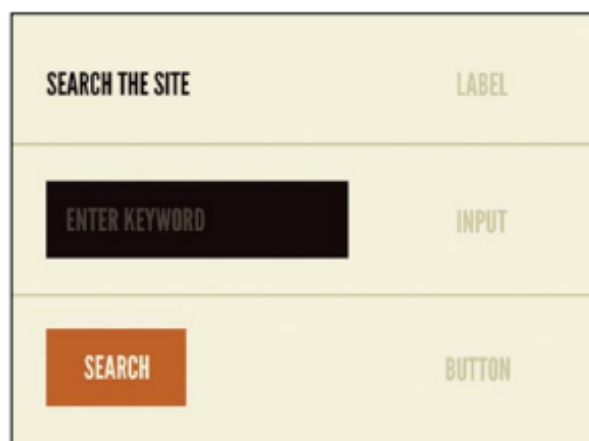 SEARCH THE SITE LABEL
ENTER KEYWORD INPUT
SEARCH BUTTON